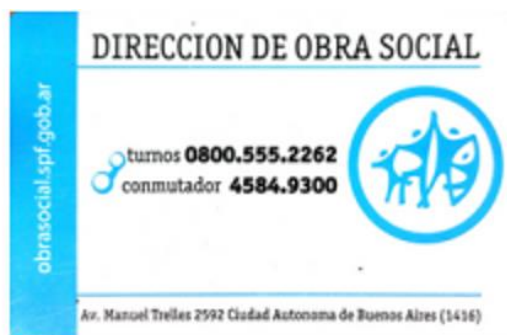 DIRECCION DE OBRA SOCIAL
obrasocial.spf.gob.ar
turnos 0800.555.2262
conmutador 4584.9300
Av. Manuel Trelles 2592 Ciudad Autonoma de Buenos Aires (1416)